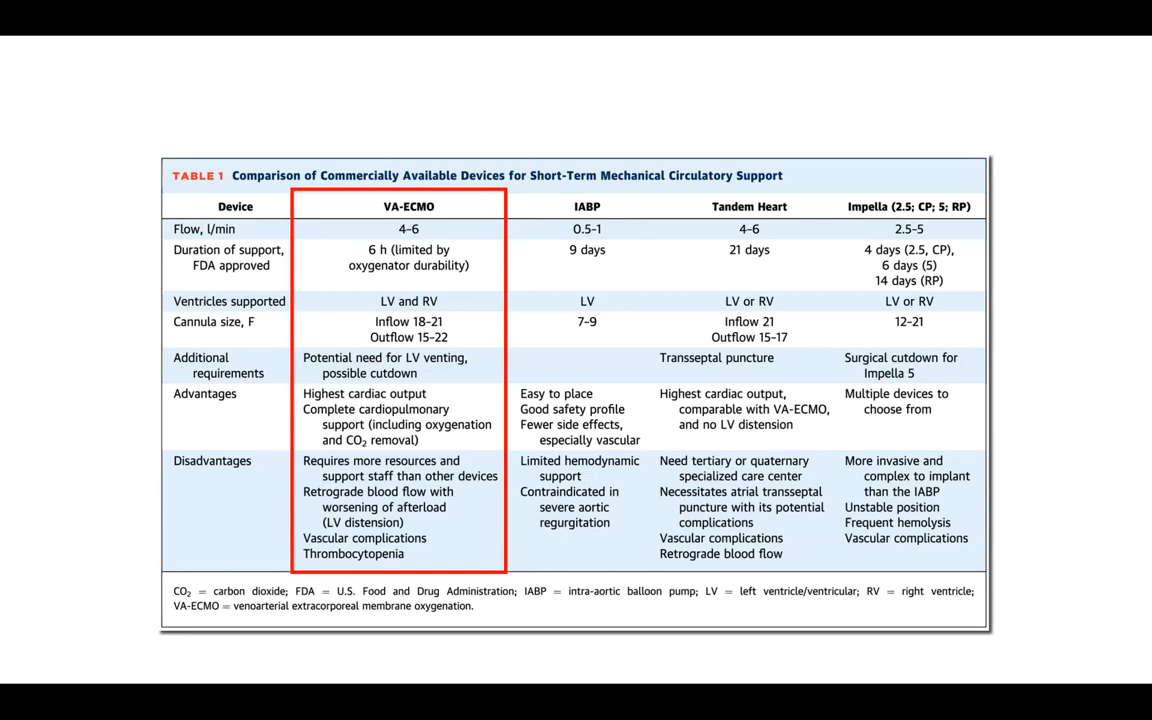 TABLE 1 Comparison of Commercially Available Devices for Short-Term Mechanical Circulatory Support
Device VA-ECMO IABP Tandem Heart Impella (2.5; CP; 5; RP)
Flow, l/min 4–6 0.5–1 4–6 2.5–5
Duration of support, 6 h (limited by 9 days 21 days 4 days (2.5, CP),
FDA approved oxygenator durability) 6 days (5)
14 days (RP)
Ventricles supported LV and RV LV LV or RV LV or RV
Cannula size, F Inflow 18–21 7–9 Inflow 21 12–21
Outflow 15–22 Outflow 15–17
Additional Potential need for LV venting, Transseptal puncture Surgical cutdown for
requirements possible cutdown Impella 5
Advantages Highest cardiac output Easy to place Highest cardiac output, Multiple devices to
Complete cardiopulmonary Good safety profile comparable with VA-ECMO, choose from
support (including oxygenation Fewer side effects, and no LV distension
and CO₂ removal) especially vascular
Disadvantages Requires more resources and Limited hemodynamic Need tertiary or quaternary More invasive and
support staff than other devices support specialized care center complex to implant
Retrograde blood flow with Contraindicated in Necessitates atrial transseptal than the IABP
worsening of afterload severe aortic puncture with its potential Unstable position
(LV distension) regurgitation complications Frequent hemolysis
Vascular complications Vascular complications Vascular complications
Thrombocytopenia Retrograde blood flow
CO₂ = carbon dioxide; FDA = U.S. Food and Drug Administration; IABP = intra-aortic balloon pump; LV = left ventricle/ventricular; RV = right ventricle;
VA-ECMO = venoarterial extracorporeal membrane oxygenation.